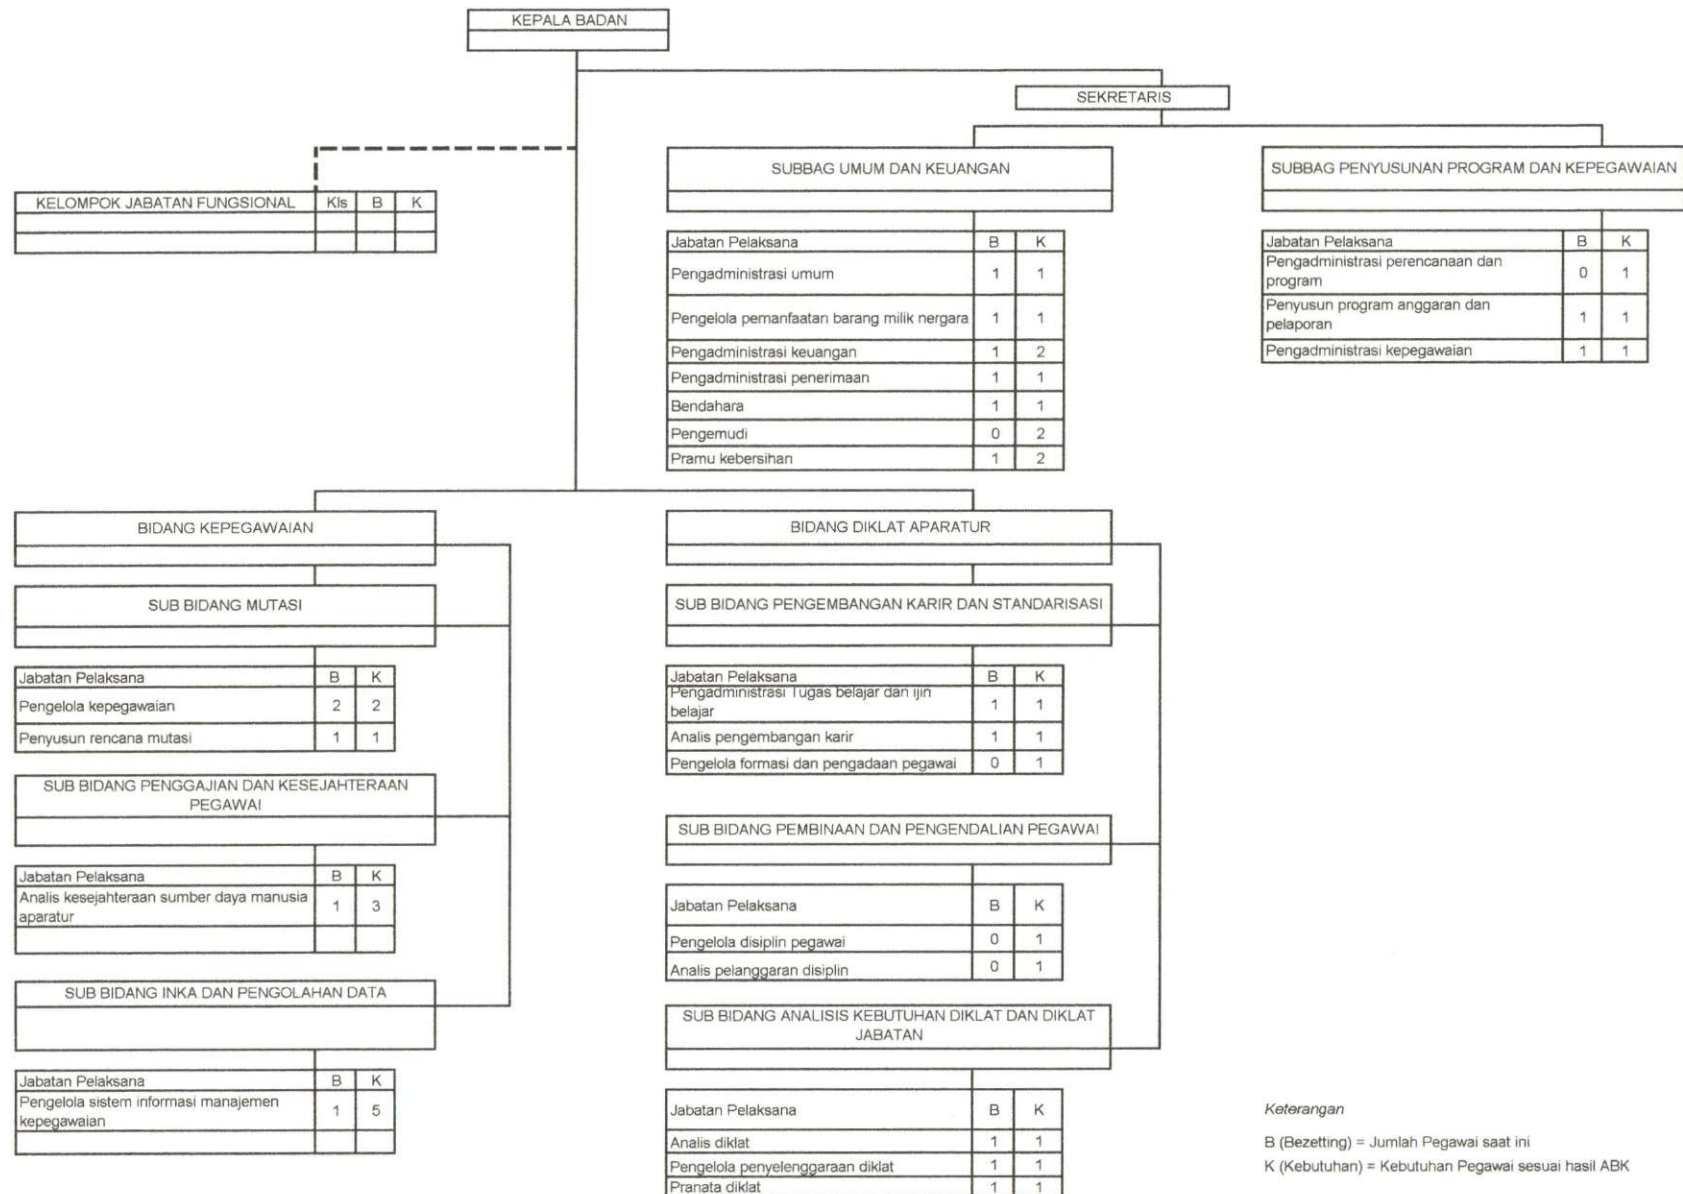 KEPALA BADAN
SEKRETARIS
SUBBAG UMUM DAN KEUANGAN
SUBBAG PENYUSUNAN PROGRAM DAN KEPEGAWAIAN
KELOMPOK JABATAN FUNGSIONAL Kls B K
Jabatan Pelaksana B K
Pengadministrasi umum 1 1
Pengelola pemanfaatan barang milik nergara 1 1
Pengadministrasi keuangan 1 2
Pengadministrasi penerimaan 1 1
Bendahara 1 1
Pengemudi 0 2
Pramu kebersihan 1 2
Jabatan Pelaksana B K
Pengadministrasi perencanaan dan
program 0 1
Penyusun program anggaran dan
pelaporan 1 1
Pengadministrasi kepegawaian 1 1
BIDANG KEPEGAWAIAN
SUB BIDANG MUTASI
Jabatan Pelaksana B K
Pengelola kepegawaian 2 2
Penyusun rencana mutasi 1 1
SUB BIDANG PENGGAJIAN DAN KESEJAHTERAAN
PEGAWAI
Jabatan Pelaksana B K
Analis kesejahteraan sumber daya manusia
aparatur 1 3
SUB BIDANG INKA DAN PENGOLAHAN DATA
Jabatan Pelaksana B K
Pengelola sistem informasi manajemen
kepegawaian 1 5
BIDANG DIKLAT APARATUR
SUB BIDANG PENGEMBANGAN KARIR DAN STANDARISASI
Jabatan Pelaksana B K
Pengadministrasi Tugas belajar dan ijin
belajar 1 1
Analis pengembangan karir 1 1
Pengelola formasi dan pengadaan pegawai 0 1
SUB BIDANG PEMBINAAN DAN PENGENDALIAN PEGAWAI
Jabatan Pelaksana B K
Pengelola disiplin pegawai 0 1
Analis pelanggaran disiplin 0 1
SUB BIDANG ANALISIS KEBUTUHAN DIKLAT DAN DIKLAT
JABATAN
Jabatan Pelaksana B K
Analis diklat 1 1
Pengelola penyelenggaraan diklat 1 1
Pranata diklat 1 1
Keterangan
B (Bezetting) = Jumlah Pegawai saat ini
K (Kebutuhan) = Kebutuhan Pegawai sesuai hasil ABK